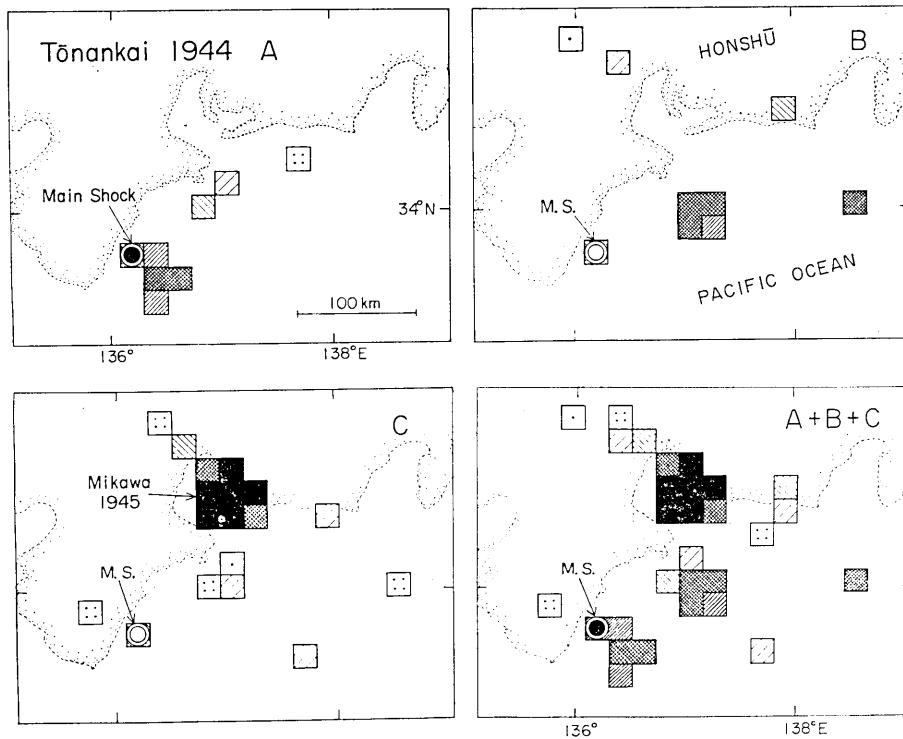 Tōnankai 1944 A
Main Shock
34°N
100 km
136°
138°E
HONSHŪ
B
M.S.
PACIFIC OCEAN
C
Mikawa
1945
M.S.
A+B+C
M.S.
136°
138°E